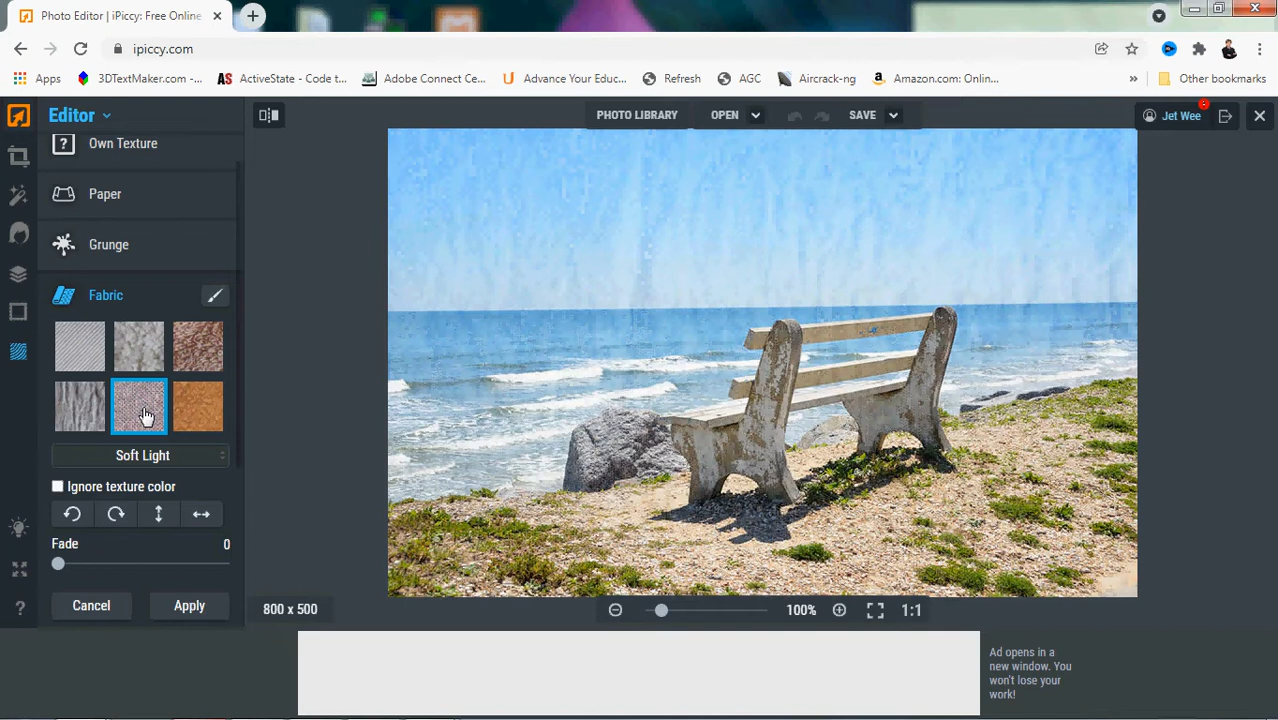 Photo Editor | iPiccy: Free Online
ipiccy.com
Apps
3DTextMaker.com -...
AS
ActiveState - Code t...
Adobe Connect Ce...
Advance Your Educ...
Refresh
AGC
Aircrack-ng
Amazon.com: Onlin...
»
Other bookmarks
Editor
PHOTO LIBRARY
OPEN
SAVE
Jet Wee
Own Texture
Paper
Grunge
Fabric
Soft Light
Ignore texture color
Fade
0
Cancel
Apply
800 x 500
100%
1:1
Ad opens in a
new window. You
won't lose your
work!